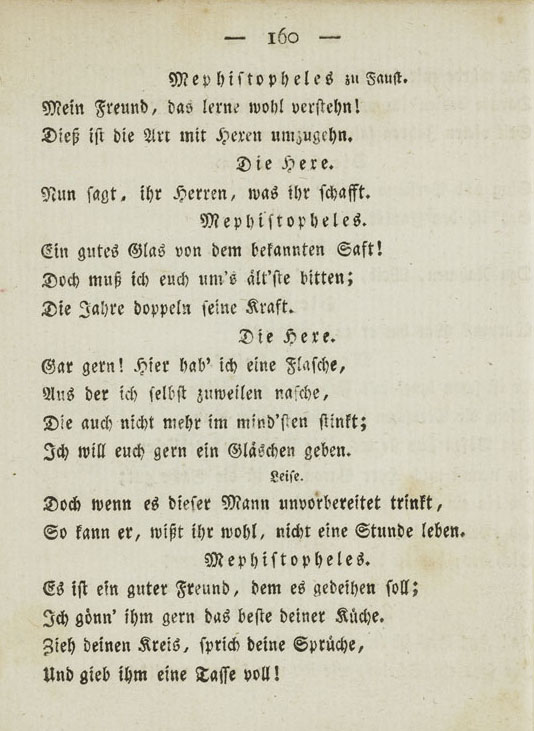 — 160 —
Mephistopheles zu Faust.
Mein Freund, das lerne wohl verstehn!
Dieß ist die Art mit Hexen umzugehn.
Die Hexe.
Nun sagt, ihr Herren, was ihr schafft.
Mephistopheles.
Ein gutes Glas von dem bekannten Saft!
Doch muß ich euch um's ält'ste bitten;
Die Jahre doppeln seine Kraft.
Die Hexe.
Gar gern! Hier hab' ich eine Flasche,
Aus der ich selbst zuweilen nasche,
Die auch nicht mehr im mind'sten stinkt;
Ich will euch gern ein Gläschen geben.
Leise.
Doch wenn es dieser Mann unvorbereitet trinkt,
So kann er, wißt ihr wohl, nicht eine Stunde leben.
Mephistopheles.
Es ist ein guter Freund, dem es gedeihen soll;
Ich gönn' ihm gern das beste deiner Küche.
Zieh deinen Kreis, sprich deine Sprüche,
Und gieb ihm eine Tasse voll!